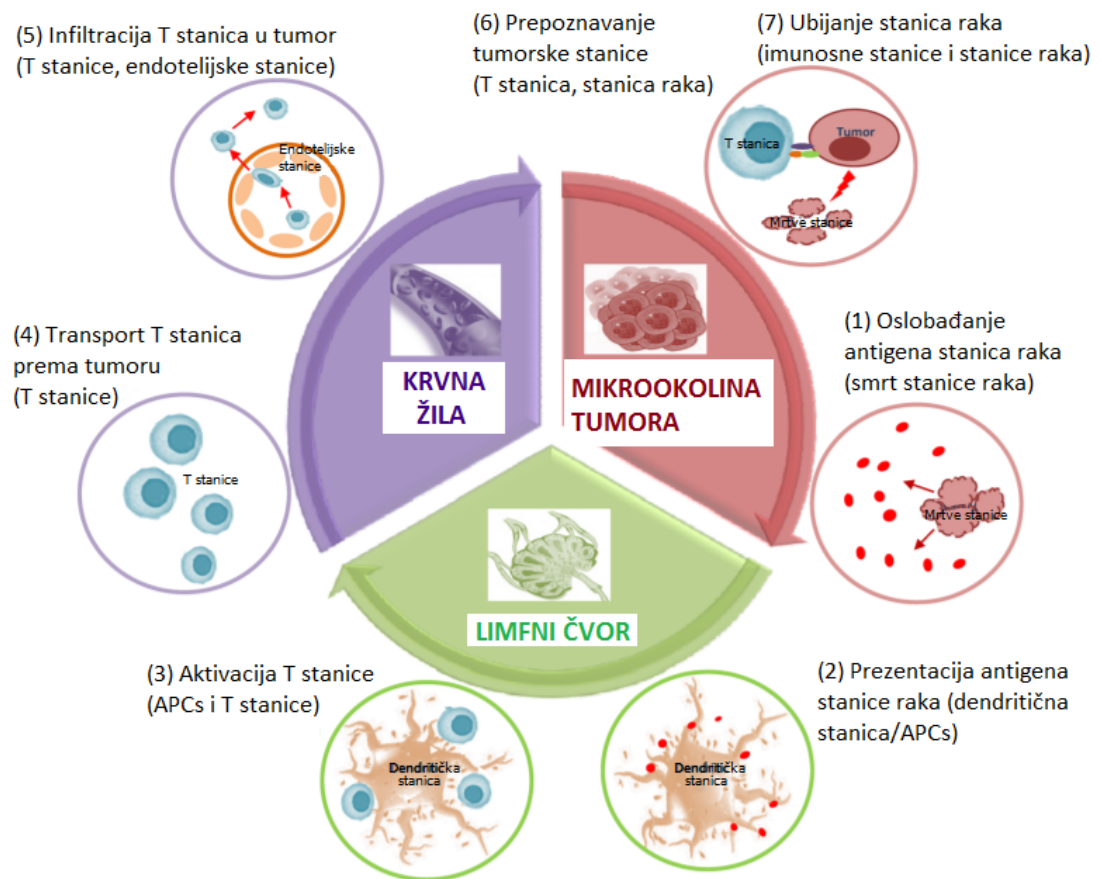 (5) Infiltracija T stanica u tumor
(T stanice, endotelijske stanice)
Endotelijske
stanice
(6) Prepoznavanje
tumorske stanice
(T stanica, stanica raka)
(7) Ubijanje stanica raka
(imunosne stanice i stanice raka)
T stanica
Tumor
Mrtve stanice
(4) Transport T stanica
prema tumoru
(T stanice)
T stanice
KRVNA
ŽILA
MIKROOKOLINA
TUMORA
(1) Oslobađanje
antigena stanica raka
(smrt stanice raka)
Mrtve stanice
LIMFNI ČVOR
(3) Aktivacija T stanice
(APCs i T stanice)
Dendritička
stanica
(2) Prezentacija antigena
stanice raka (dendritična
stanica/APCs)
Dendritička
stanica